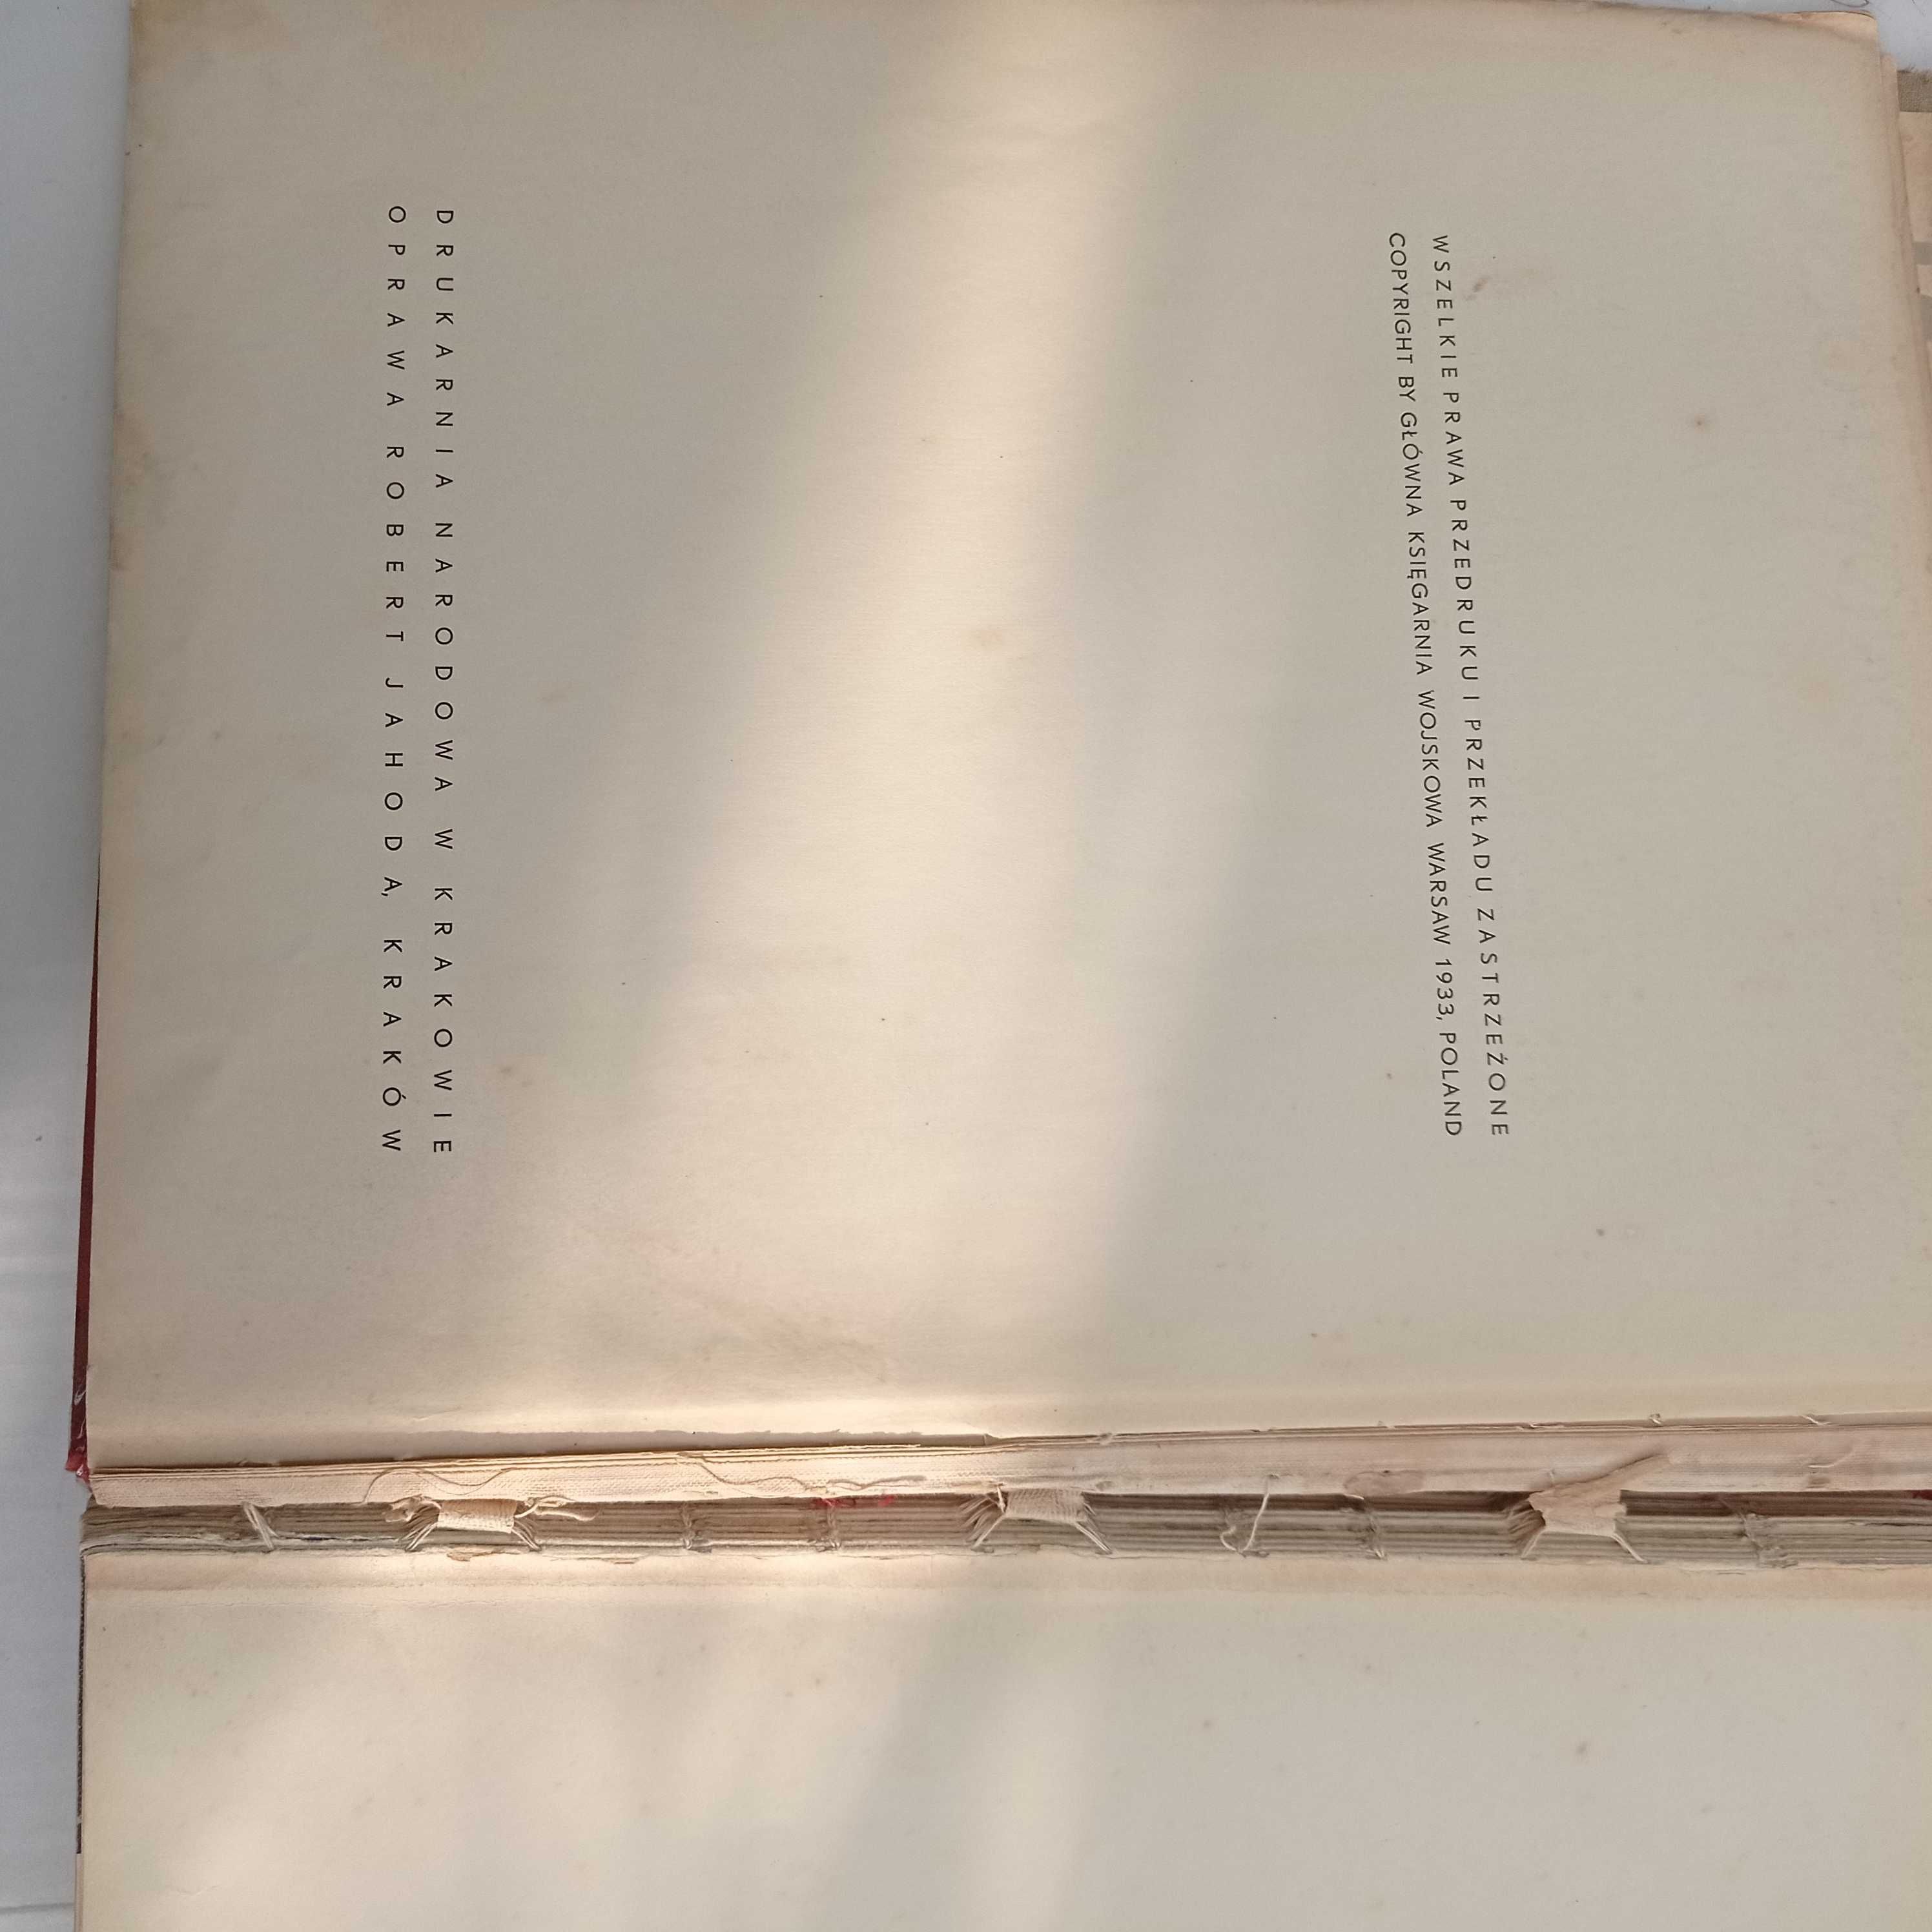 WSZELKIE PRAWA PRZEDRUKU I PRZEKŁADU ZASTRZEŻONE
COPYRIGHT BY GŁÓWNA KSIĘGARNIA WOJSKOWA WARSAW 1933, POLAND
DRUKARNIA NARODOWA W KRAKOWIE
OPRAWA ROBERT JAHODA, KRAKÓW